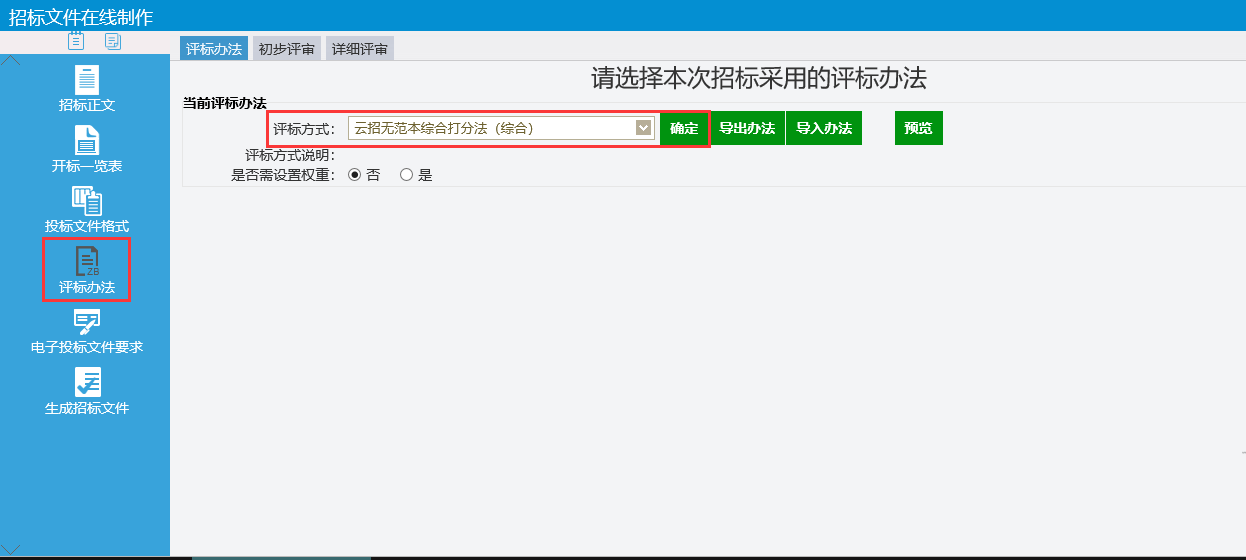 招标文件在线制作
招标正文
开标一览表
投标文件格式
ZB
评标办法
电子投标文件要求
生成招标文件
评标办法 初步评审 详细评审
请选择本次招标采用的评标办法
当前评标办法
评标方式： 云招无范本综合打分法（综合） 确定 导出办法 导入办法 预览
评标方式说明：
是否需设置权重： 否 是